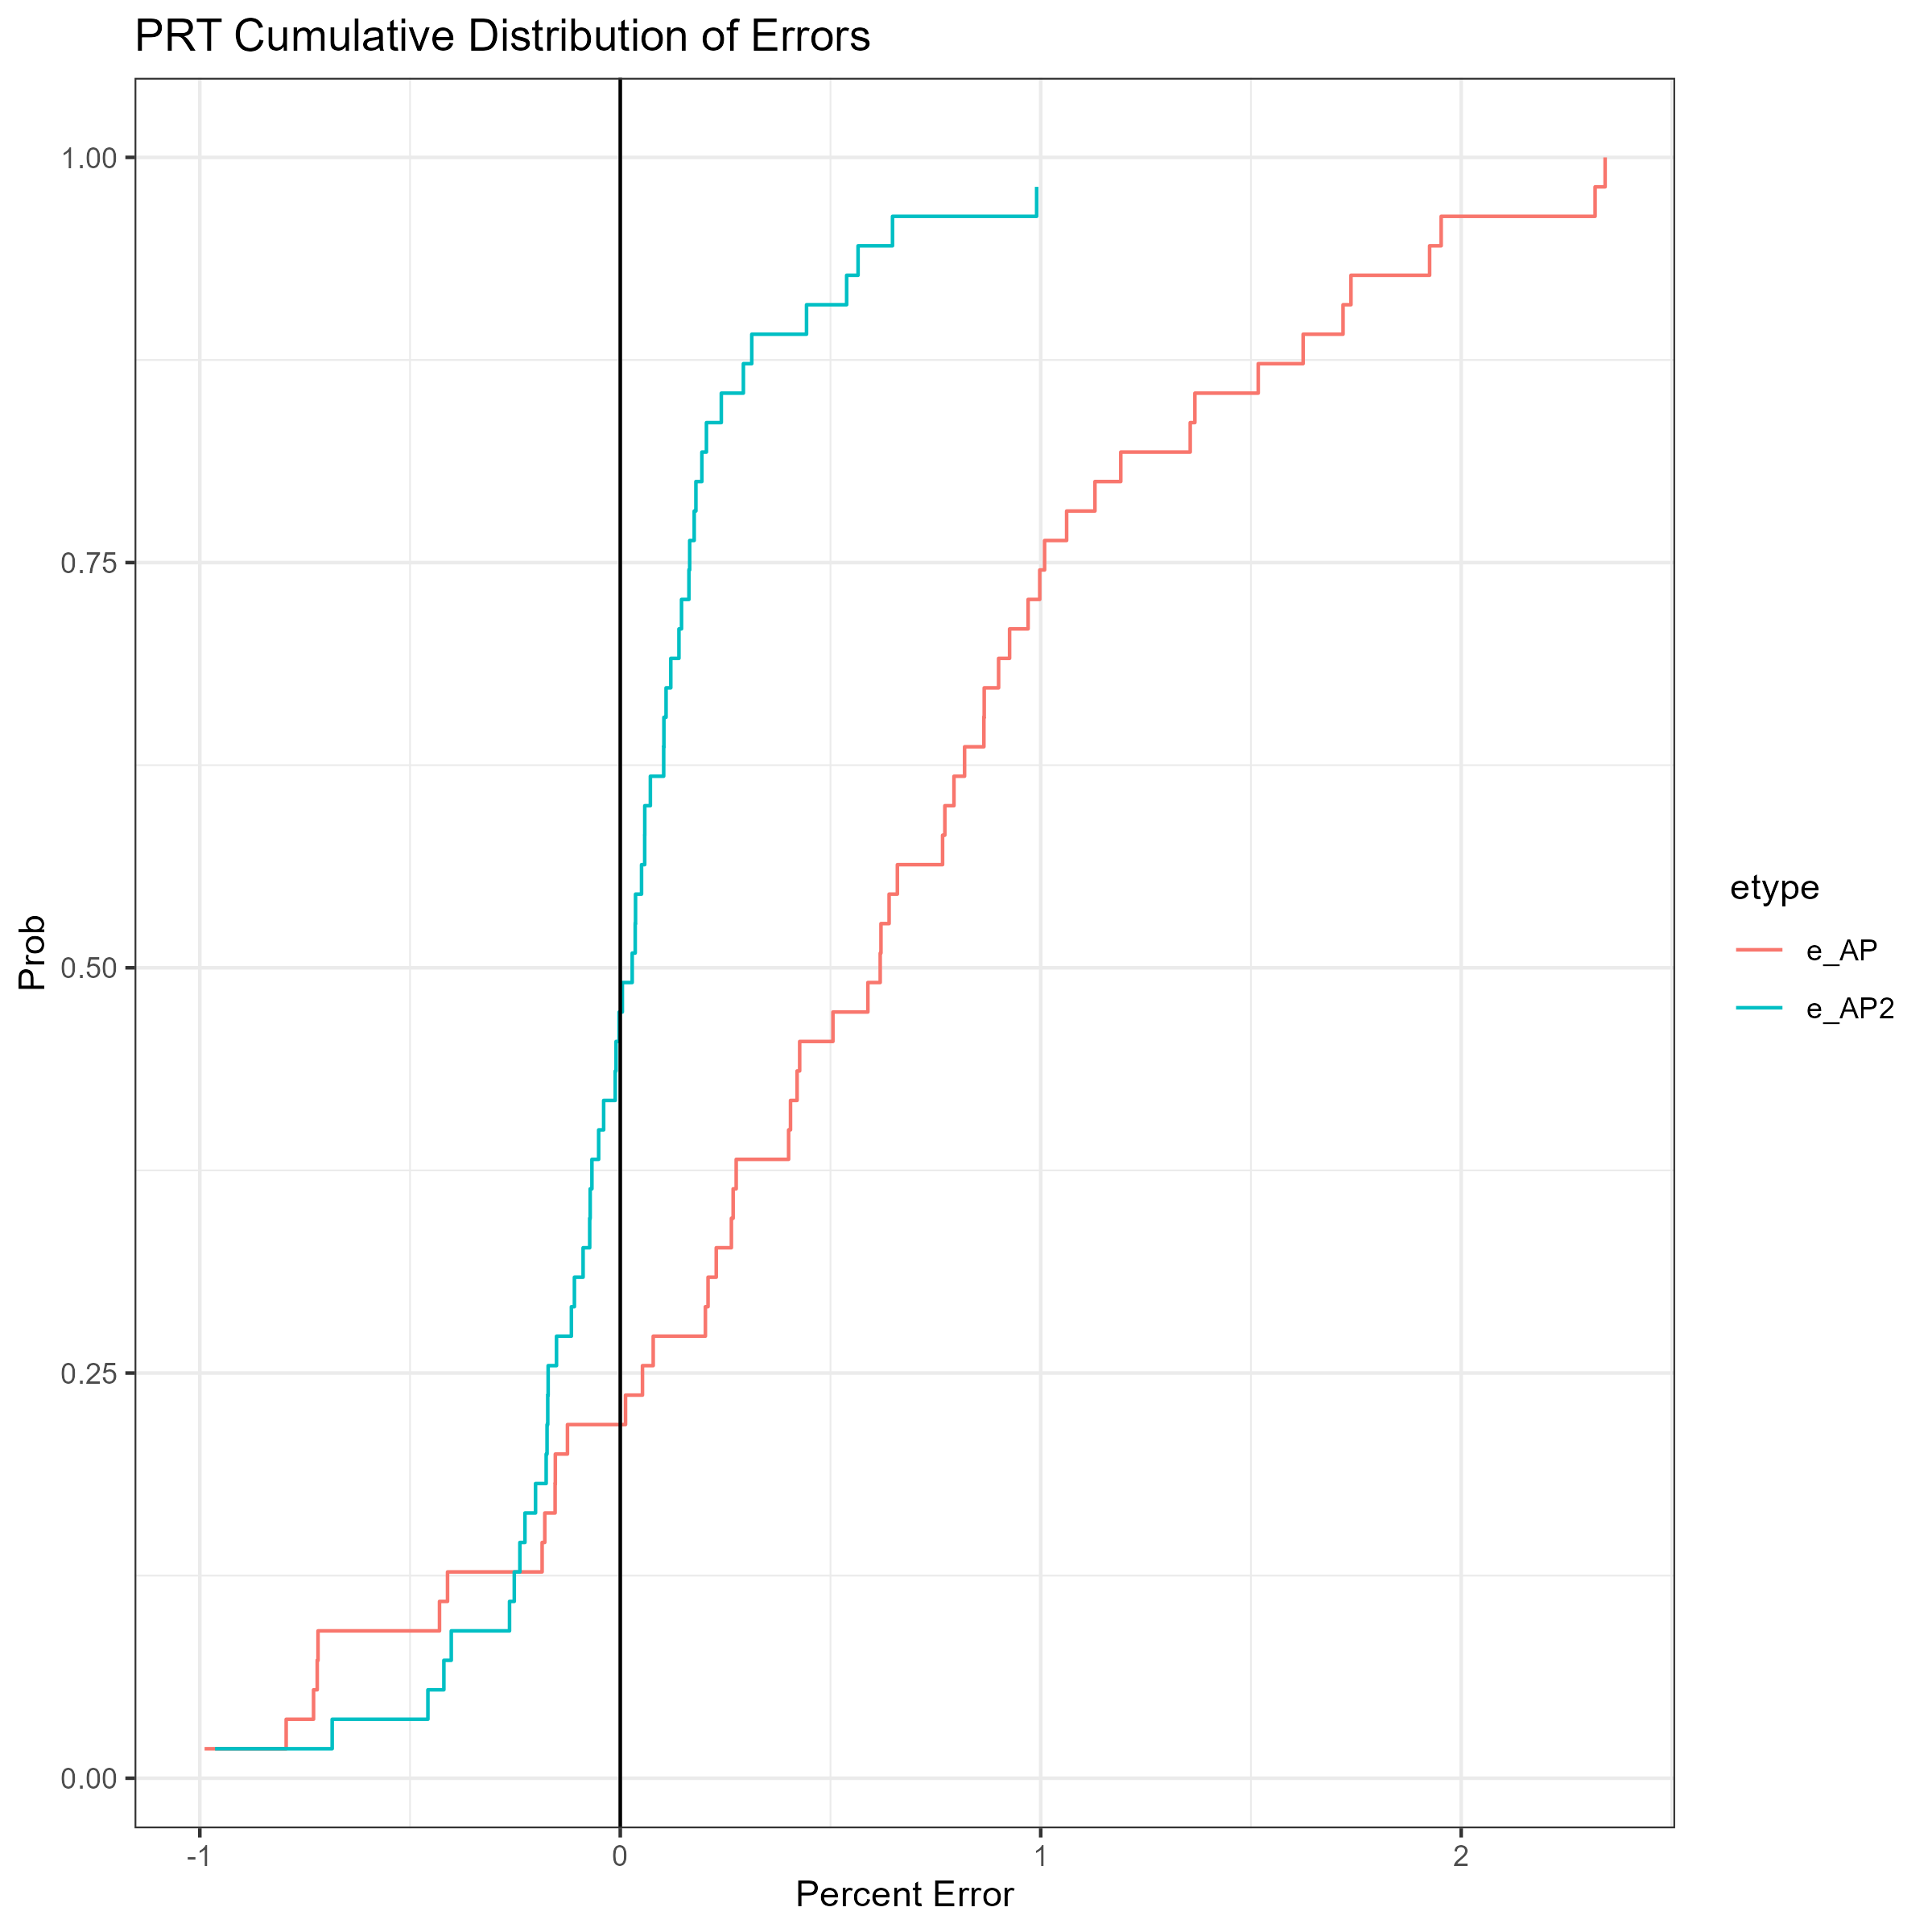 PRT Cumulative Distribution of Errors
1.00
0.75
0.50
0.25
0.00
Prob
-1
0
1
2
Percent Error
etype
e_AP
e_AP2